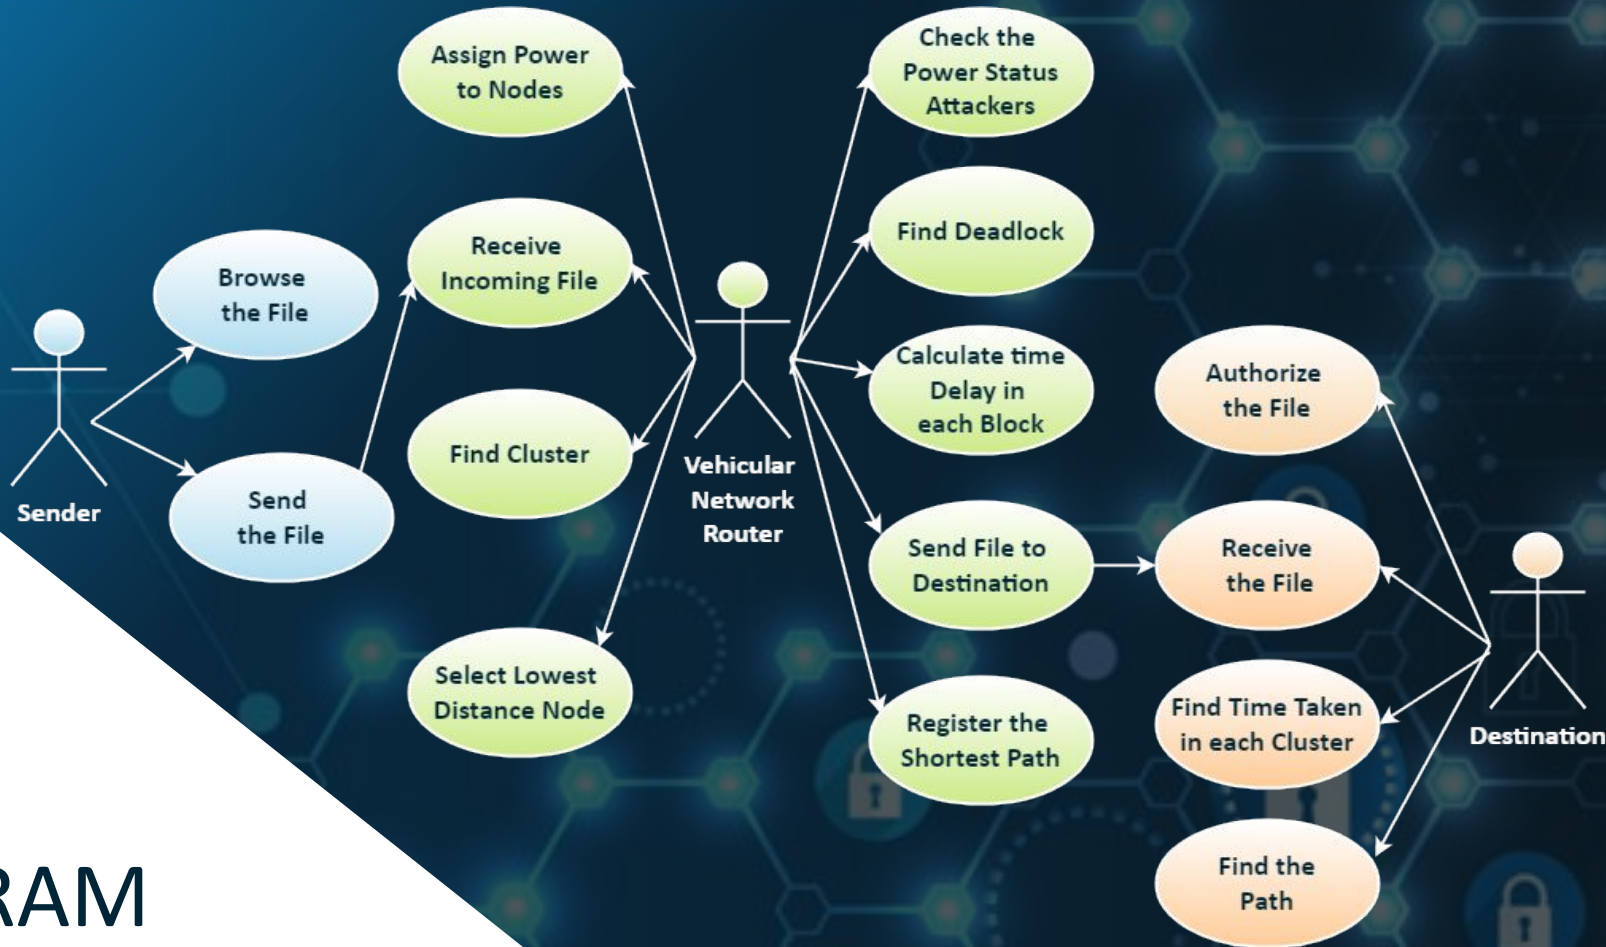 Assign Power
to Nodes
Check the
Power Status
Attackers
Browse
the File
Receive
Incoming File
Find Deadlock
Sender
Send
the File
Find Cluster
Vehicular
Network
Router
Calculate time
Delay in
each Block
Authorize
the File
Send File to
Destination
Receive
the File
Select Lowest
Distance Node
Register the
Shortest Path
Find Time Taken
in each Cluster
Destination
Find the
Path
RAM